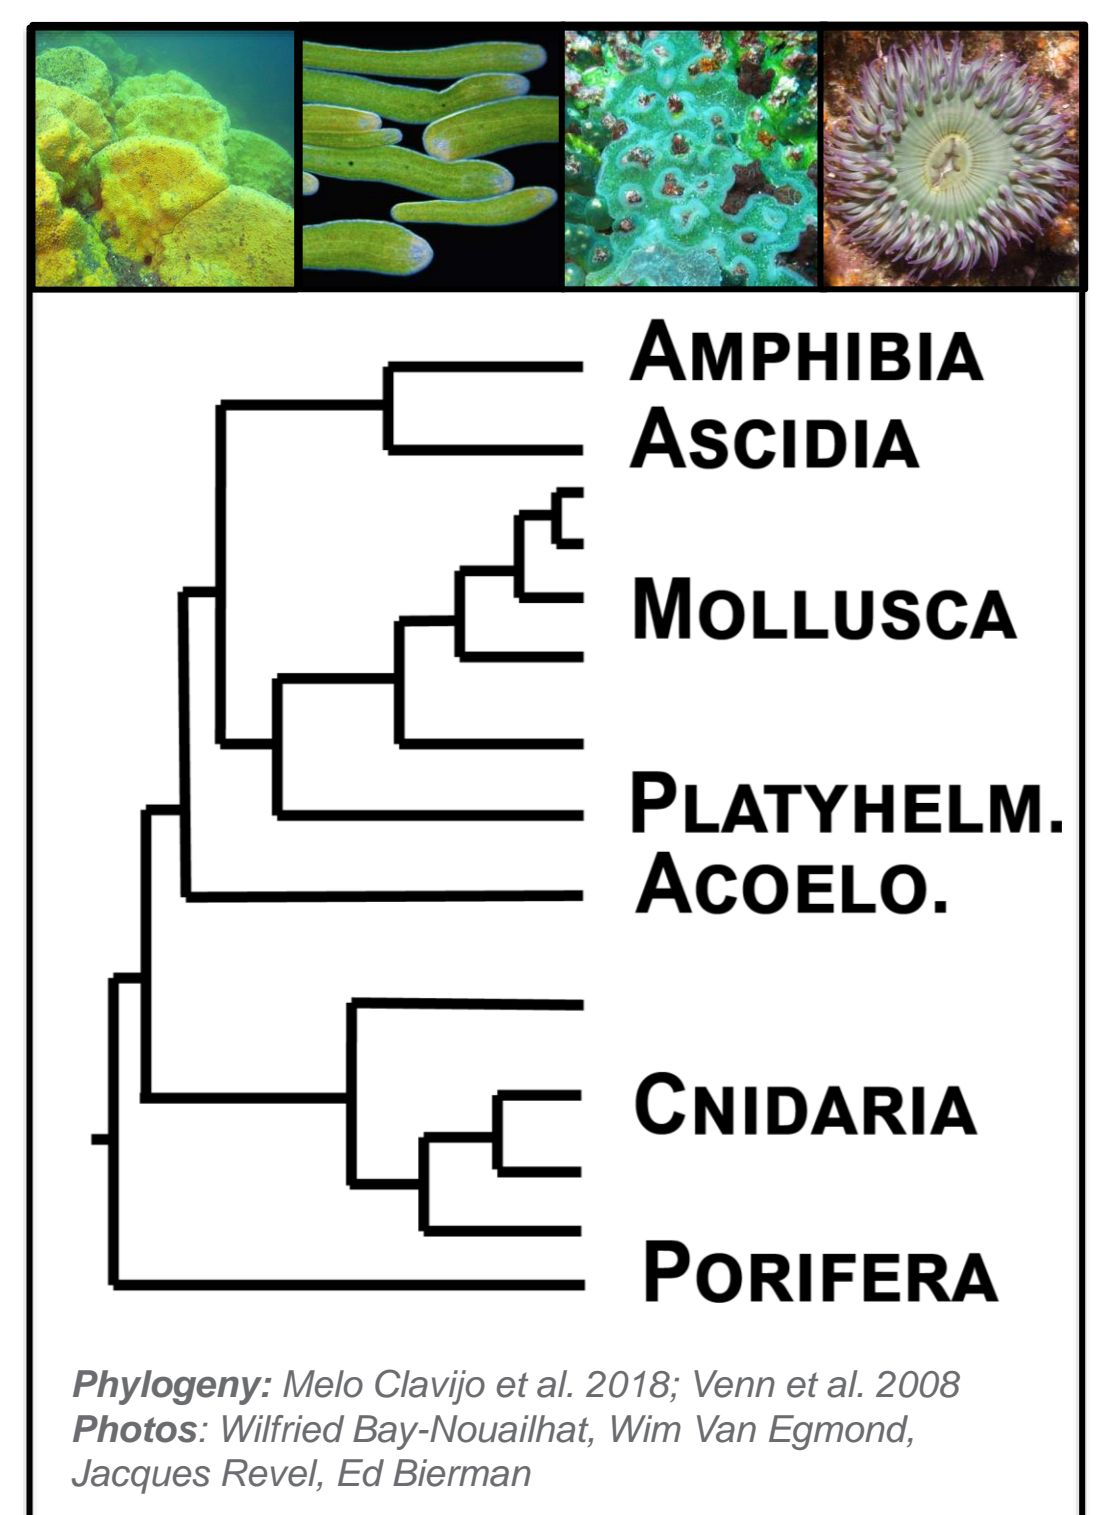 AMPHIBIA
ASCIDIA
MOLLUSCA
PLATYHELM.
ACOELO.
CNIDARIA
PORIFERA
Phylogeny: Melo Clavijo et al. 2018; Venn et al. 2008
Photos: Wilfried Bay-Nouailhat, Wim Van Egmond,
Jacques Revel, Ed Bierman